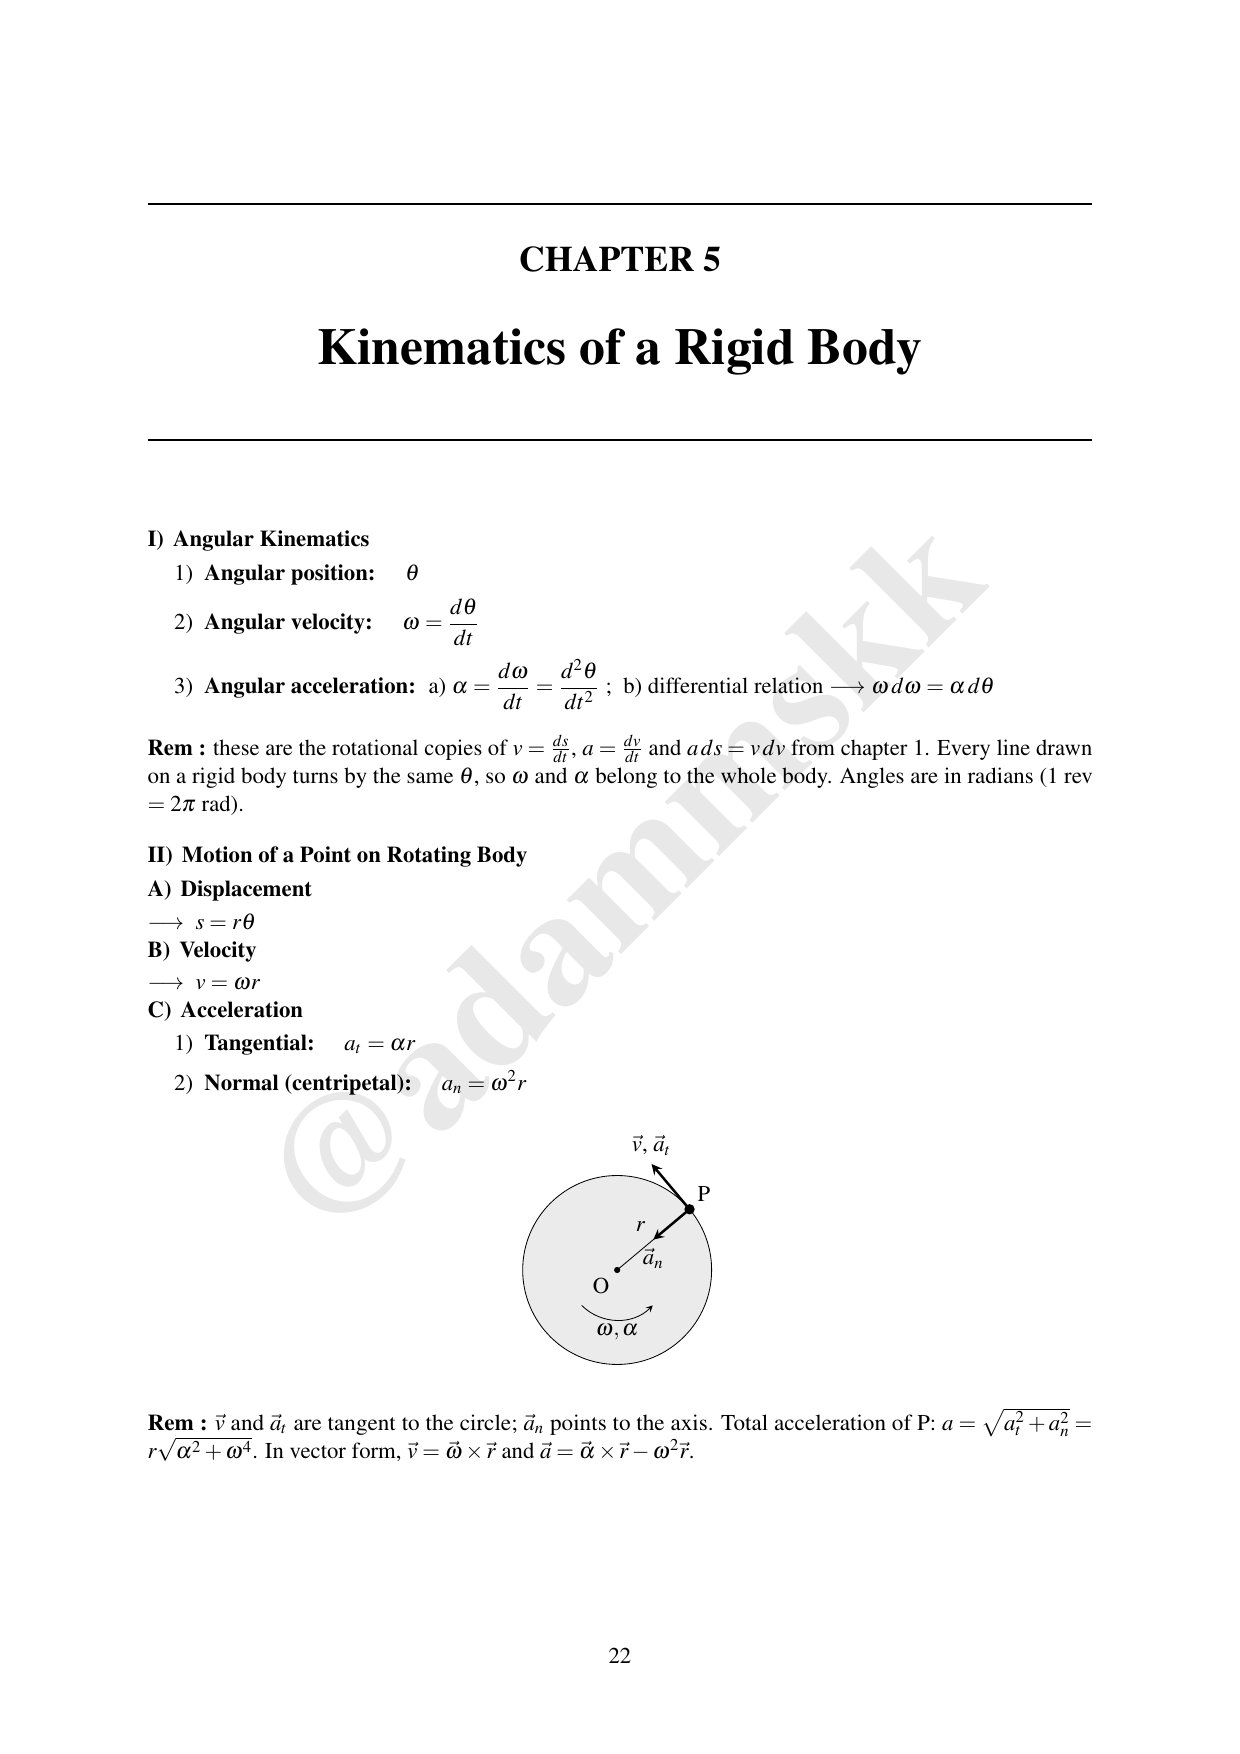 CHAPTER 5
Kinematics of a Rigid Body
I) Angular Kinematics
1) Angular position: θ
2) Angular velocity: ω = dθ/dt
3) Angular acceleration: a) α = dω/dt = d²θ/dt² ; b) differential relation ⟶ ω dω = α dθ
Rem : these are the rotational copies of v = ds/dt, a = dv/dt and a ds = v dv from chapter 1. Every line drawn
on a rigid body turns by the same θ, so ω and α belong to the whole body. Angles are in radians (1 rev
= 2π rad).
II) Motion of a Point on Rotating Body
A) Displacement
⟶ s = rθ
B) Velocity
⟶ v = ωr
C) Acceleration
1) Tangential: a_t = αr
2) Normal (centripetal): a_n = ω²r
v⃗, a⃗_t
P
r
a⃗_n
O
ω, α
Rem : v⃗ and a⃗_t are tangent to the circle; a⃗_n points to the axis. Total acceleration of P: a = √(a_t² + a_n²) =
r√(α² + ω⁴). In vector form, v⃗ = ω⃗ × r⃗ and a⃗ = α⃗ × r⃗ − ω²r⃗.
22
@adammskk